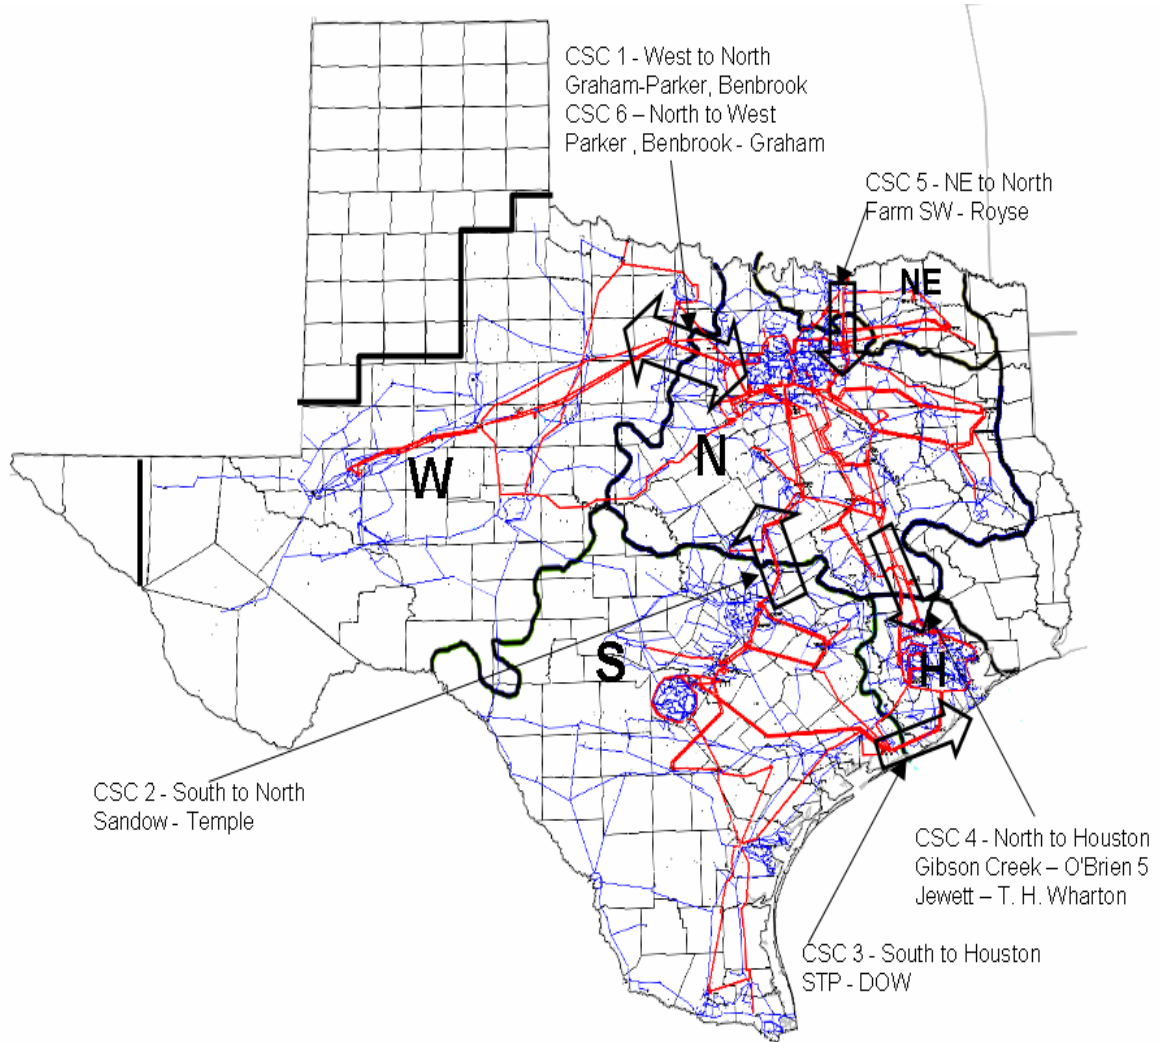 CSC 1 - West to North
Graham-Parker, Benbrook
CSC 6 – North to West
Parker , Benbrook - Graham
CSC 5 - NE to North
Farm SW - Royse
NE
N
W
S
H
CSC 2 - South to North
Sandow - Temple
CSC 4 - North to Houston
Gibson Creek – O'Brien 5
Jewett – T. H. Wharton
CSC 3 - South to Houston
STP - DOW